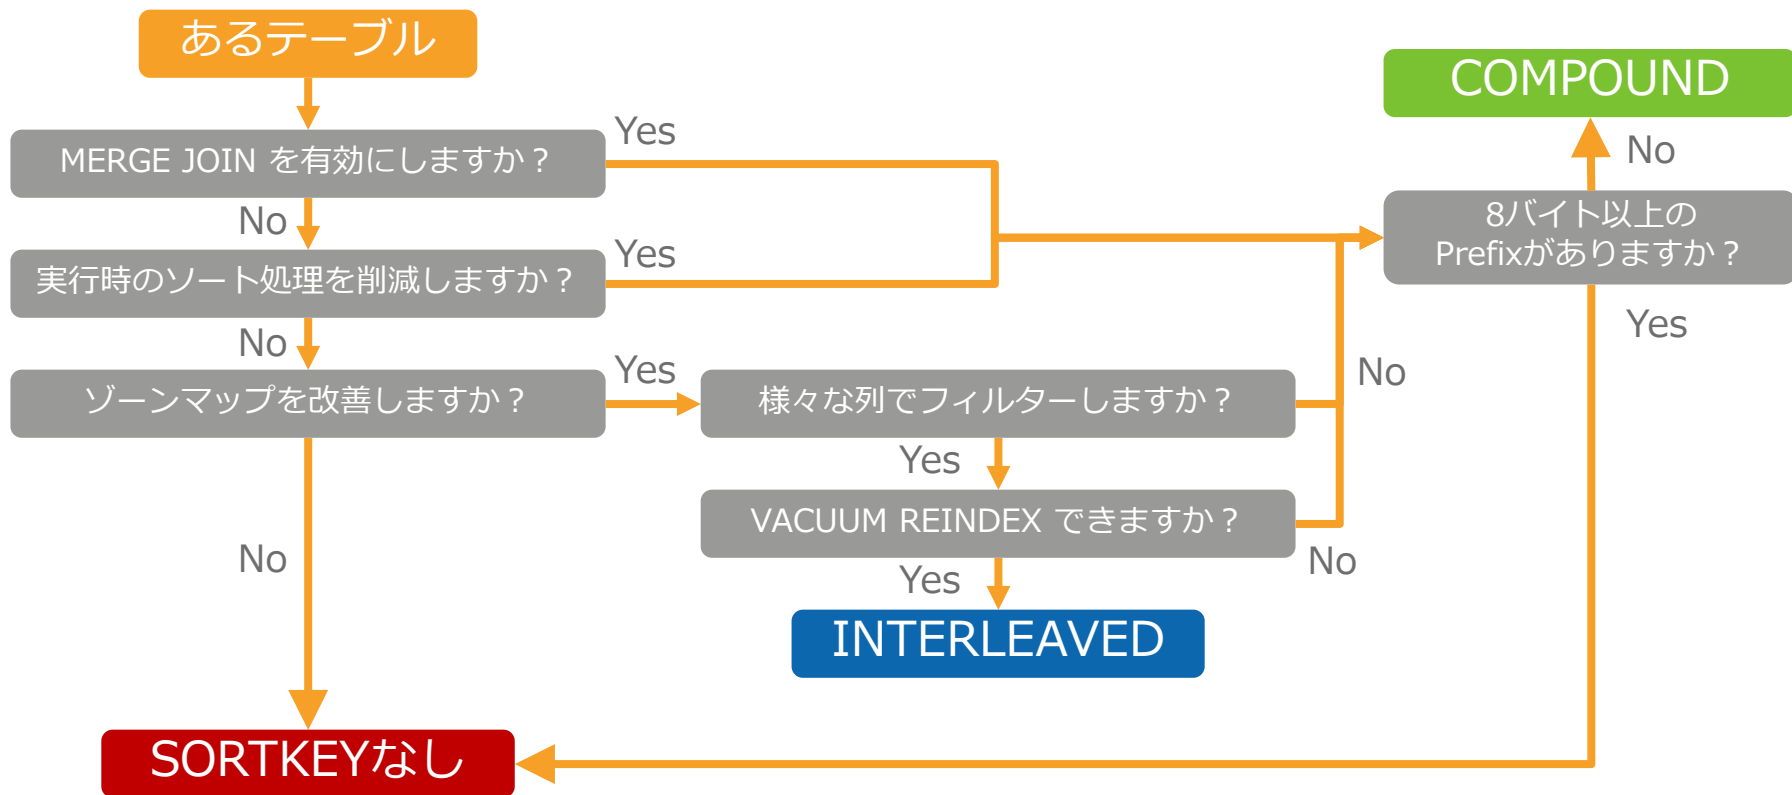 あるテーブル
COMPOUND
MERGE JOIN を有効にしますか？
Yes
No
No
8バイト以上の
Prefixがありますか？
実行時のソート処理を削減しますか？
Yes
No
Yes
ゾーンマップを改善しますか？
Yes
様々な列でフィルターしますか？
No
Yes
VACUUM REINDEX できますか？
No
No
Yes
INTERLEAVED
SORTKEYなし